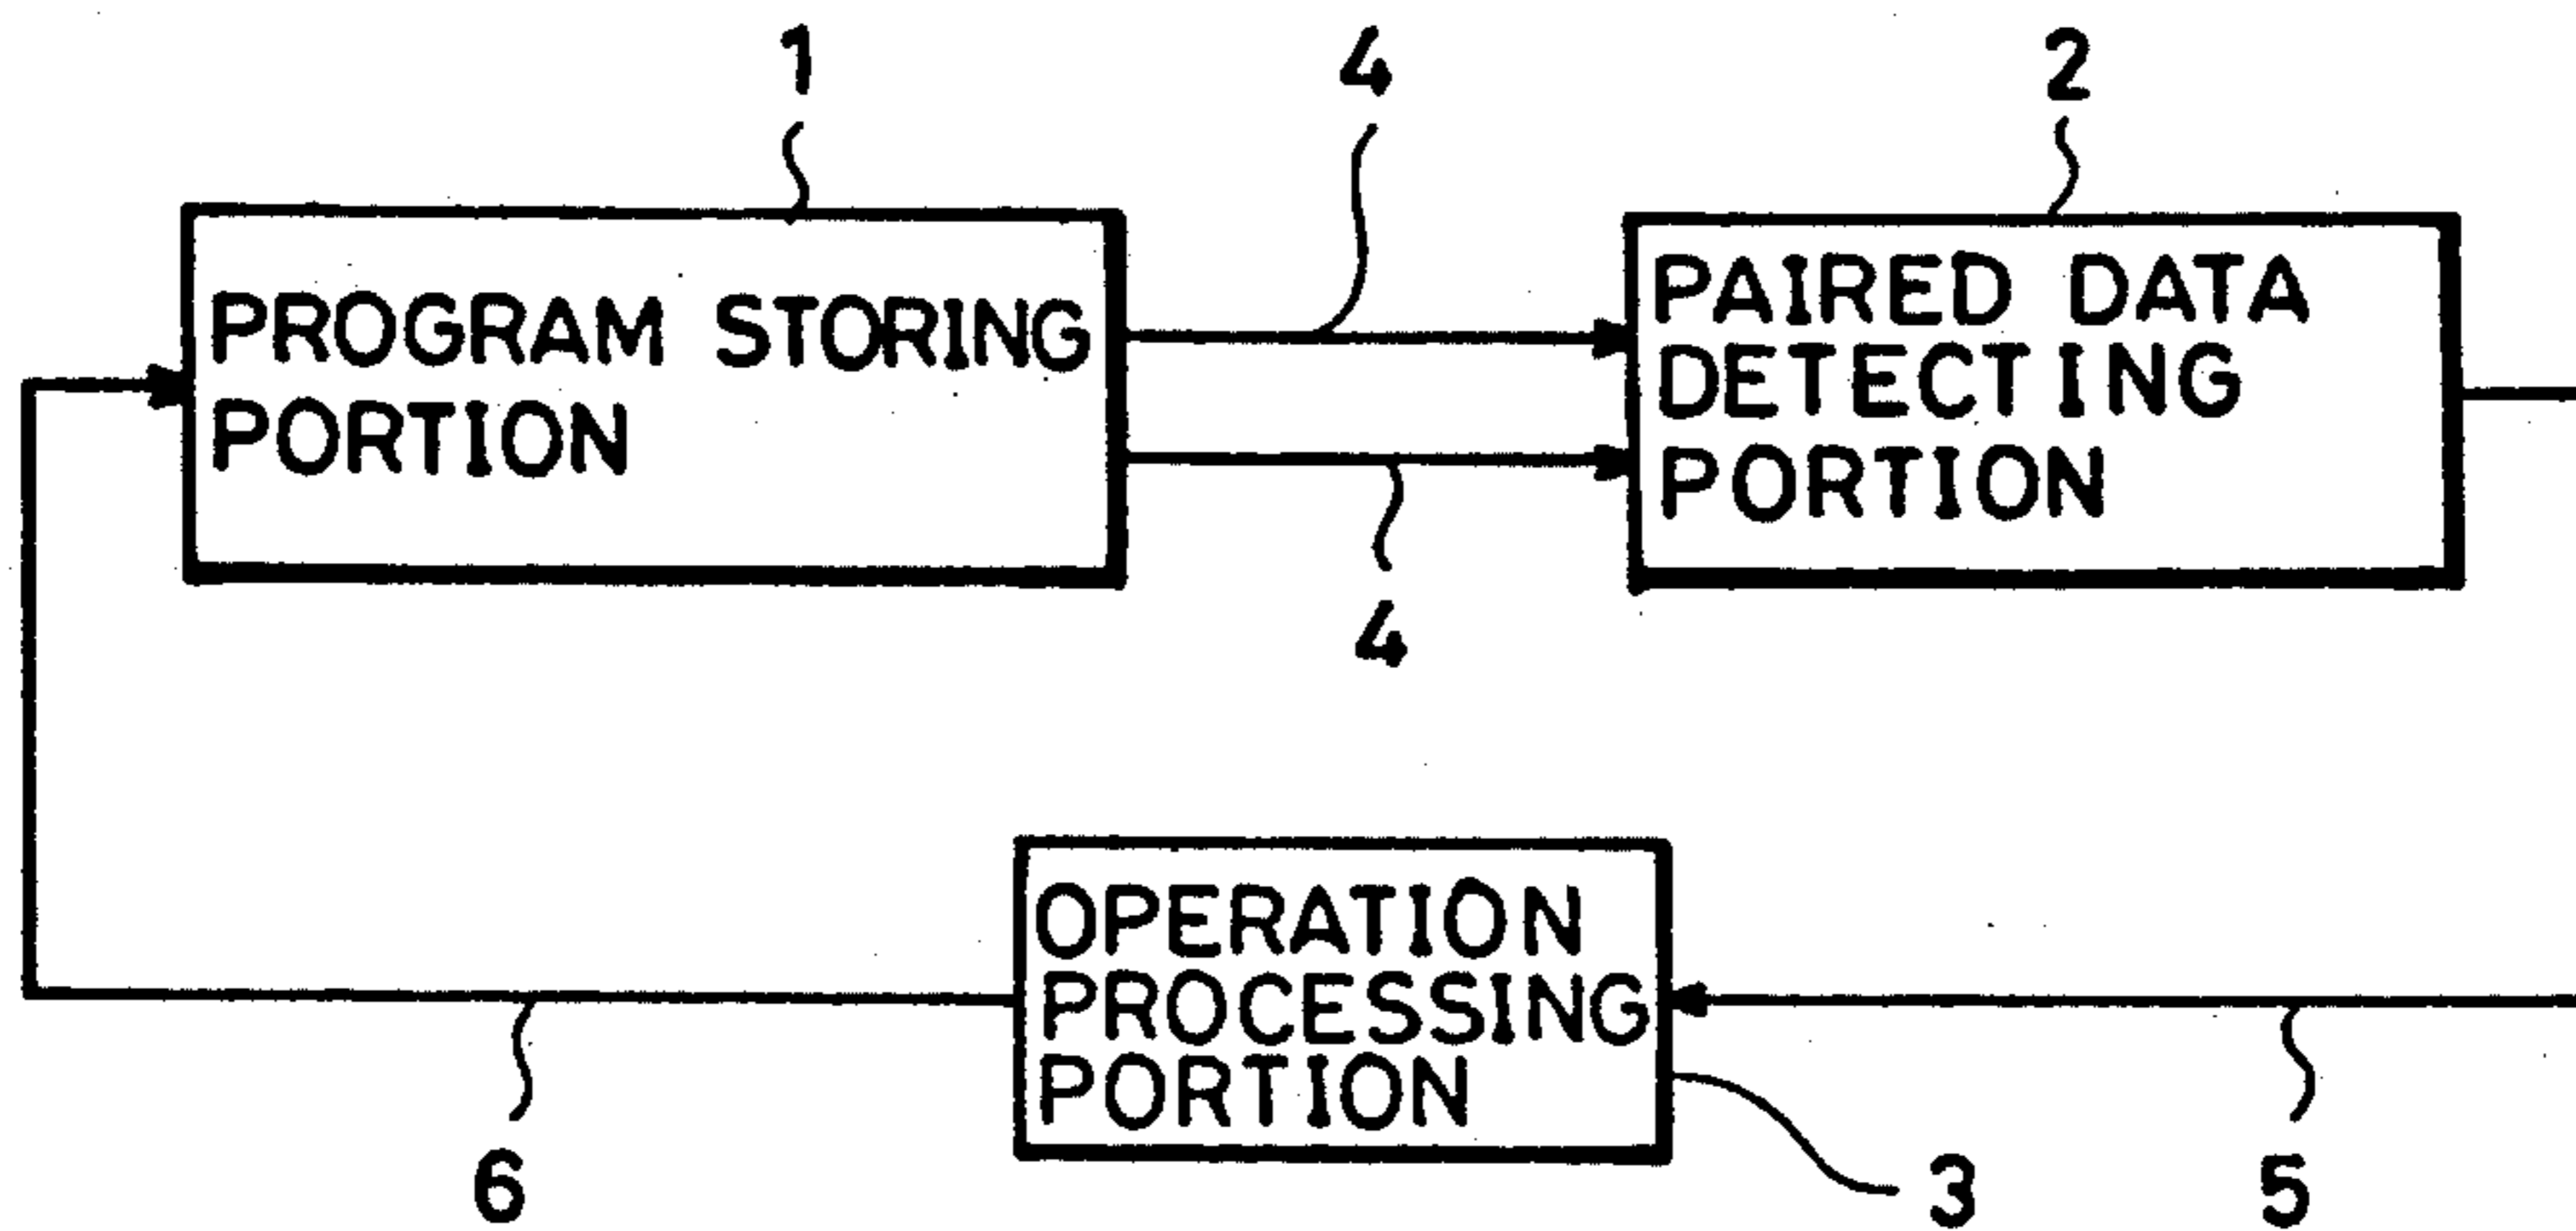 1
4
2
PROGRAM STORING
PORTION
PAIRED DATA
DETECTING
PORTION
4
OPERATION
PROCESSING
PORTION
6
3
5